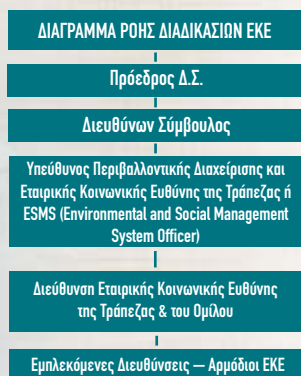 ΔΙΑΓΡΑΜΜΑ ΡΟΗΣ ΔΙΑΔΙΚΑΣΙΩΝ ΕΚΕ
Πρόεδρος Δ.Σ.
Διευθύνων Σύμβουλος
Υπεύθυνος Περιβαλλοντικής Διαχείρισης και
Εταιρικής Κοινωνικής Ευθύνης της Τράπεζας ή
ESMS (Environmental and Social Management
System Officer)
Διεύθυνση Εταιρικής Κοινωνικής Ευθύνης
της Τράπεζας & του Ομίλου
Εμπλεκόμενες Διευθύνσεις — Αρμόδιοι ΕΚΕ